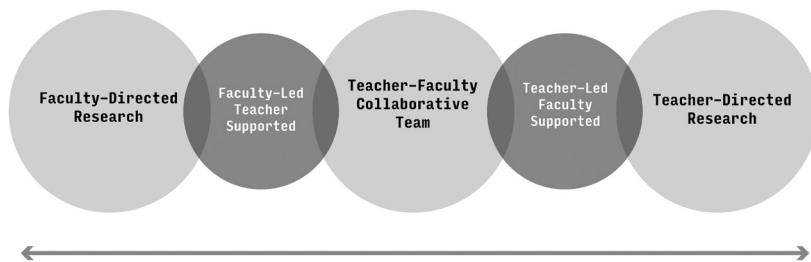 Faculty-Directed
Research
Faculty-Led
Teacher
Supported
Teacher-Faculty
Collaborative
Team
Teacher-Led
Faculty
Supported
Teacher-Directed
Research